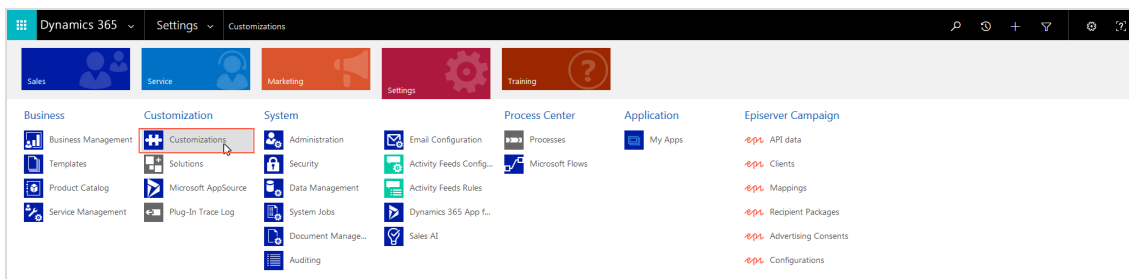 Dynamics 365 Settings Customizations
Sales Service Marketing Settings Training
Business Customization System Process Center Application Episerver Campaign
Business Management Customizations Administration Email Configuration Processes My Apps API data
Templates Solutions Security Activity Feeds Config... Microsoft Flows Clients
Product Catalog Microsoft AppSource Data Management Activity Feeds Rules Mappings
Service Management Plug-In Trace Log System Jobs Dynamics 365 App f... Recipient Packages
Document Manage... Sales AI Advertising Consents
Auditing Configurations